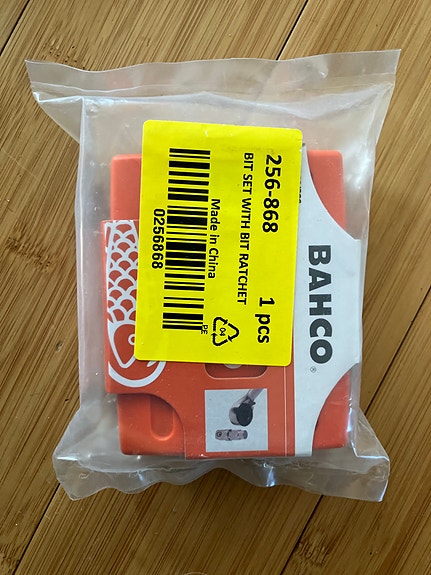 256-868
1 pcs
BIT SET WITH BIT RATCHET
Made in China
0256868
04
PE
BAHCO®